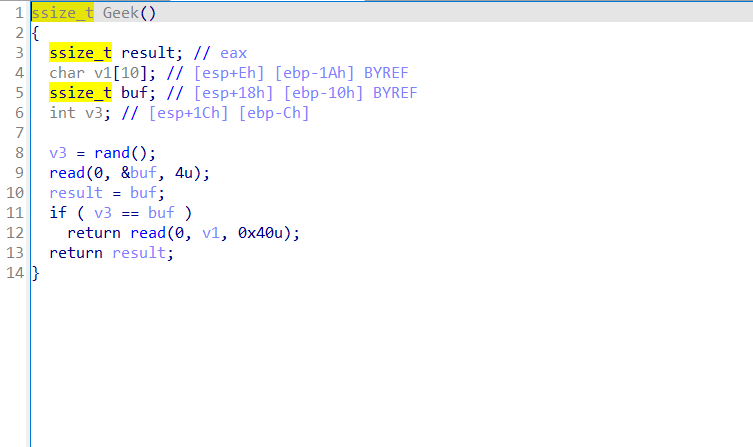 1 ssize_t Geek()
2 {
3   ssize_t result; // eax
4   char v1[10]; // [esp+Eh] [ebp-1Ah] BYREF
5   ssize_t buf; // [esp+18h] [ebp-10h] BYREF
6   int v3; // [esp+1Ch] [ebp-Ch]
7
8   v3 = rand();
9   read(0, &buf, 4u);
10   result = buf;
11   if ( v3 == buf )
12     return read(0, v1, 0x40u);
13   return result;
14 }